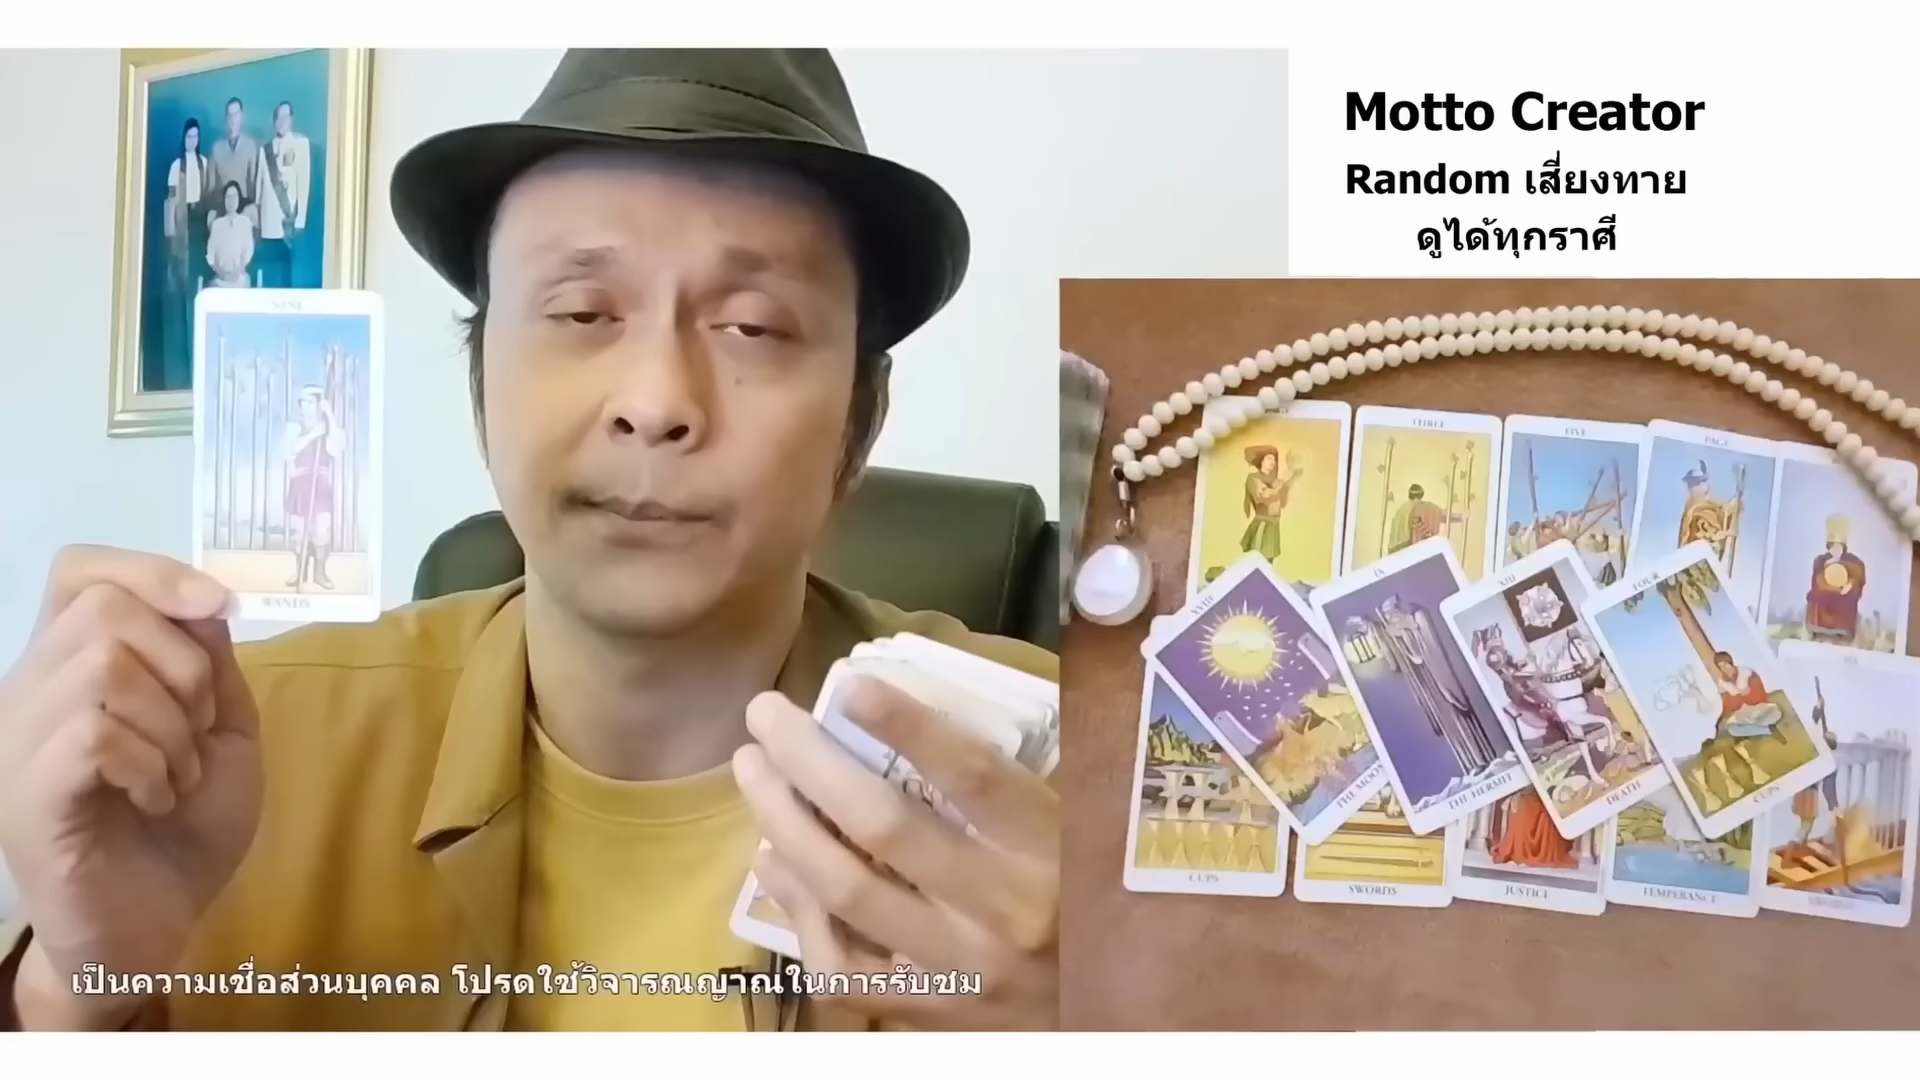 Motto Creator
Random เสี่ยงทาย
ดูได้ทุกราศี
NINE
WANDS
THREE
FIVE
PAGE
XVIII
IX
XIII
FOUR
THE MOON
THE HERMIT
DEATH
CUPS
CUPS
SWORDS
JUSTICE
TEMPERANCE
เป็นความเชื่อส่วนบุคคล โปรดใช้วิจารณญาณในการรับชม